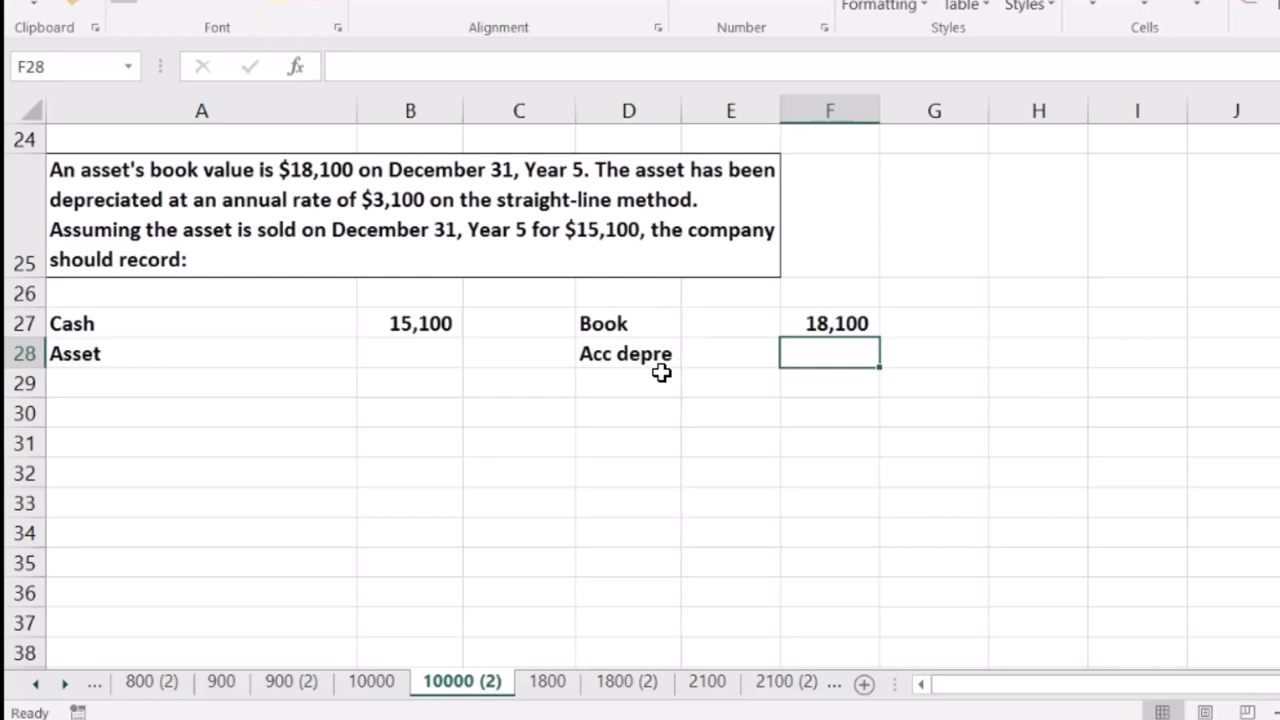 Formatting Table Styles
Clipboard Font Alignment Number Styles Cells
F28 fx
A B C D E F G H I J
24
An asset's book value is $18,100 on December 31, Year 5. The asset has been
depreciated at an annual rate of $3,100 on the straight-line method.
Assuming the asset is sold on December 31, Year 5 for $15,100, the company
25 should record:
26
27 Cash 15,100 Book 18,100
28 Asset Acc depre
29
30
31
32
33
34
35
36
37
38
... 800 (2) 900 900 (2) 10000 10000 (2) 1800 1800 (2) 2100 2100 (2) ...
Ready